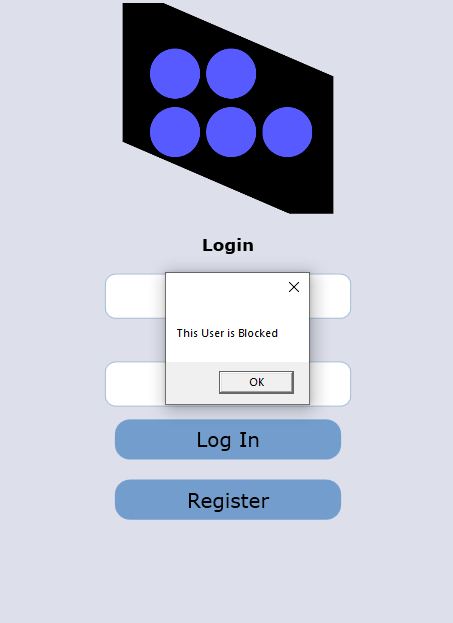 Login
This User is Blocked
OK
Log In
Register